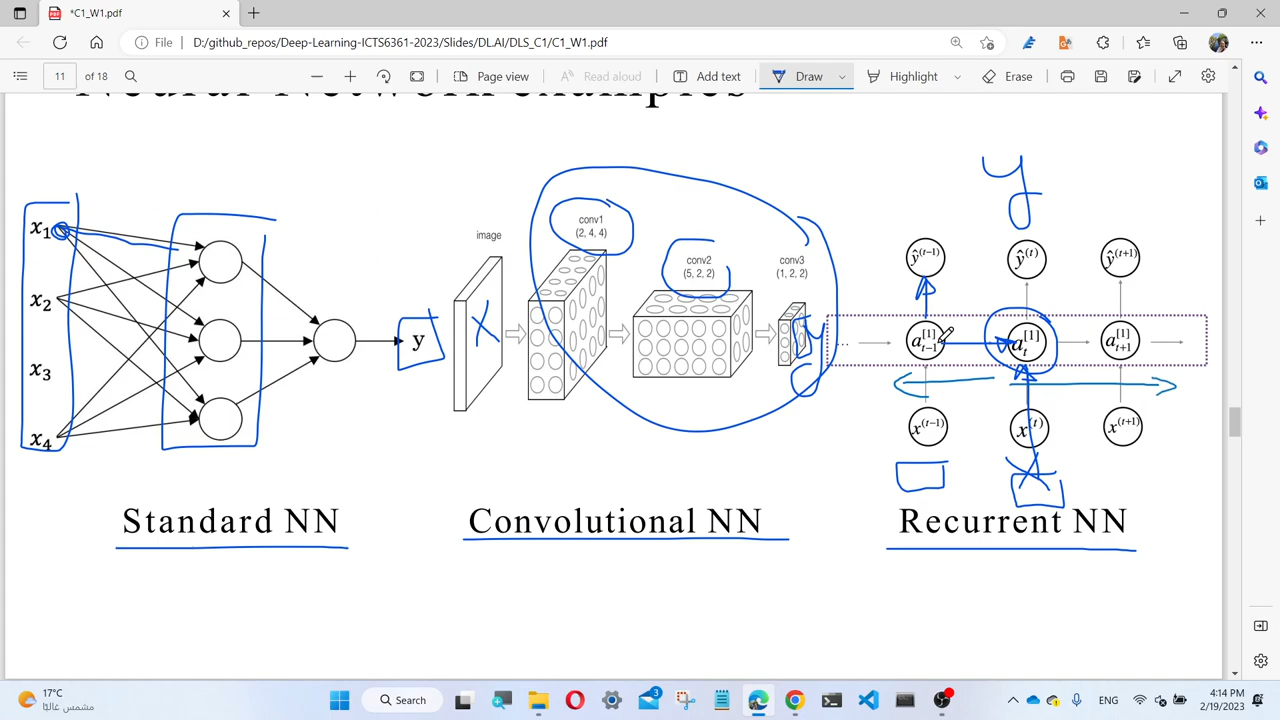 *C1_W1.pdf
File
D:/github_repos/Deep-Learning-ICTS6361-2023/Slides/DL.AI/DLS_C1/C1_W1.pdf
11 of 18
Page view
Read aloud
Add text
Draw
Highlight
Erase
Neural Network examples
x1
x2
x3
x4
y
Standard NN
image
X
conv1
(2, 4, 4)
conv2
(5, 2, 2)
conv3
(1, 2, 2)
y
Convolutional NN
y
ŷ(t-1)
ŷ(t)
ŷ(t+1)
...
a[1]t-1
a[1]t
a[1]t+1
x(t-1)
x(t)
x(t+1)
X
Recurrent NN
17°C
مشمس غالبًا
Search
3
ENG
4:14 PM
2/19/2023